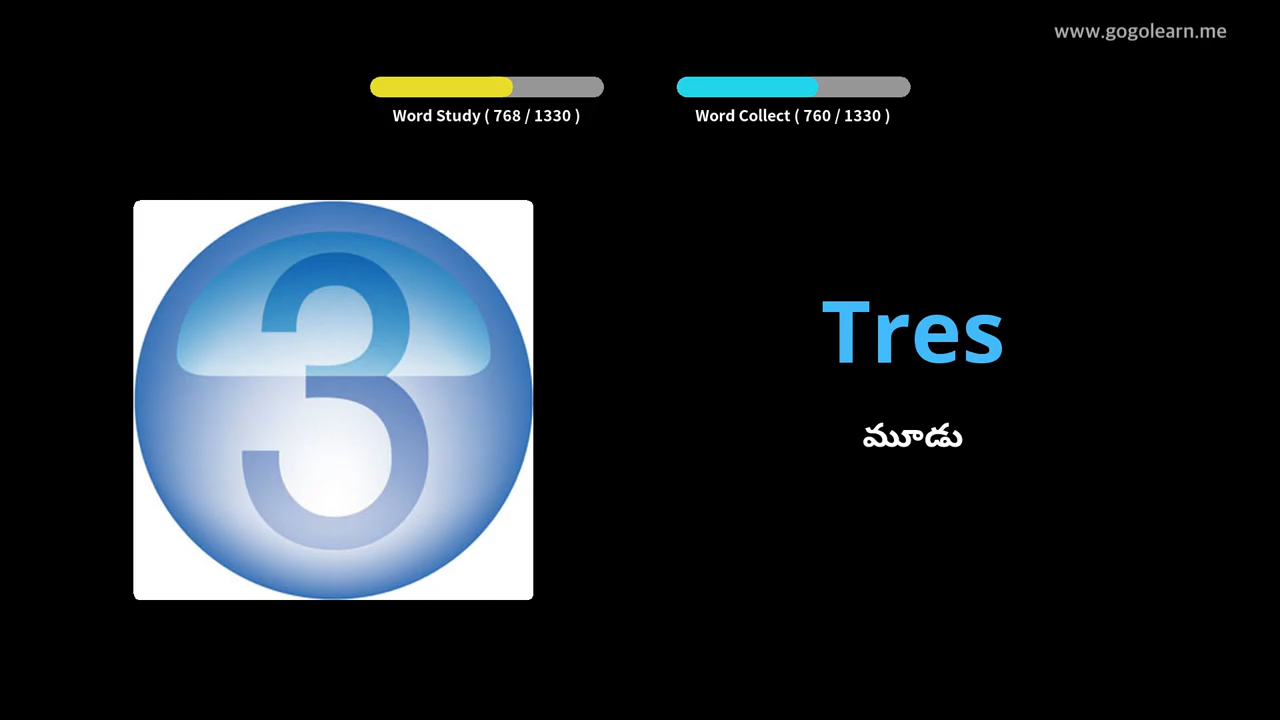 www.gogolearn.me
Word Study ( 768 / 1330 )
Word Collect ( 760 / 1330 )
3
Tres
మూడు